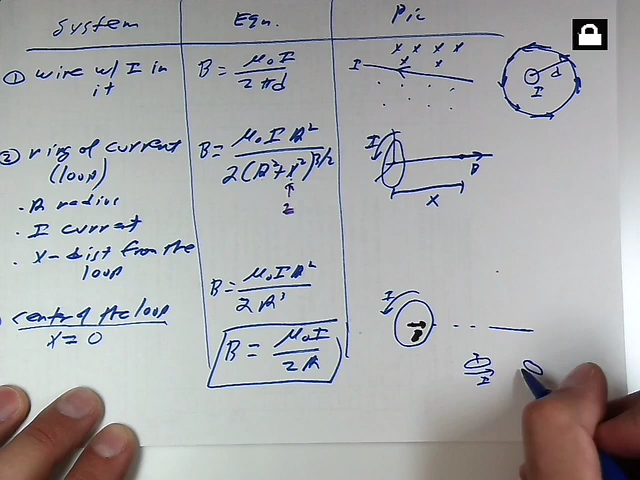 System Eqn. Pic
① wire w/ I in it
B = μ₀I / 2πd
x x x x
I x x
d
I
② ring of current (loop)
B = μ₀IR² / 2(R²+x²)^3/2
2
I
B
x
• R radius
• I current
• x-dist from the loop
B = μ₀IR² / 2R³
center of the loop
x = 0
B = μ₀I / 2R
I
B
I